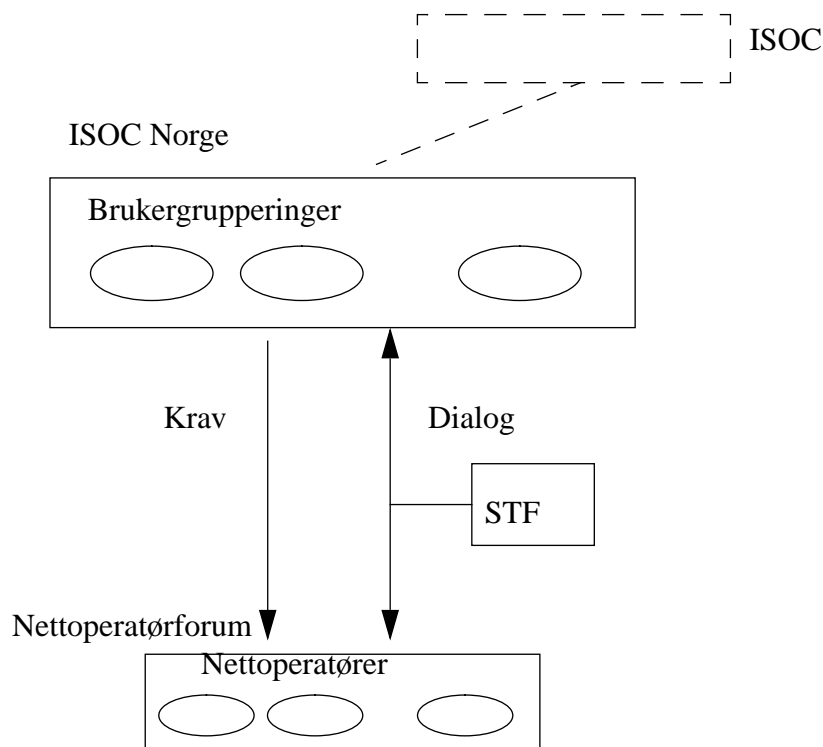 ISOC
ISOC Norge
Brukergrupperinger
Krav
Dialog
STF
Nettoperatørforum
Nettoperatører